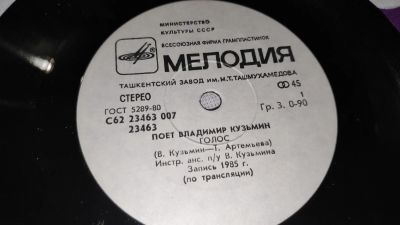 МИНИСТЕРСТВО
КУЛЬТУРЫ СССР
ВСЕСОЮЗНАЯ ФИРМА ГРАМПЛАСТИНОК
МЕЛОДИЯ
ТАШКЕНТСКИЙ ЗАВОД ИМ.М.Т.ТАШМУХАМЕДОВА
СТЕРЕО 45
ГОСТ 5289-80 1
С62 23463 007 Гр. 3. 0-90
23463
ПОЕТ ВЛАДИМИР КУЗЬМИН
ГОЛОС
(В. Кузьмин—Т. Артемьева)
Инстр. анс. п/у В. Кузьмина
Запись 1985 г.
(по трансляции)